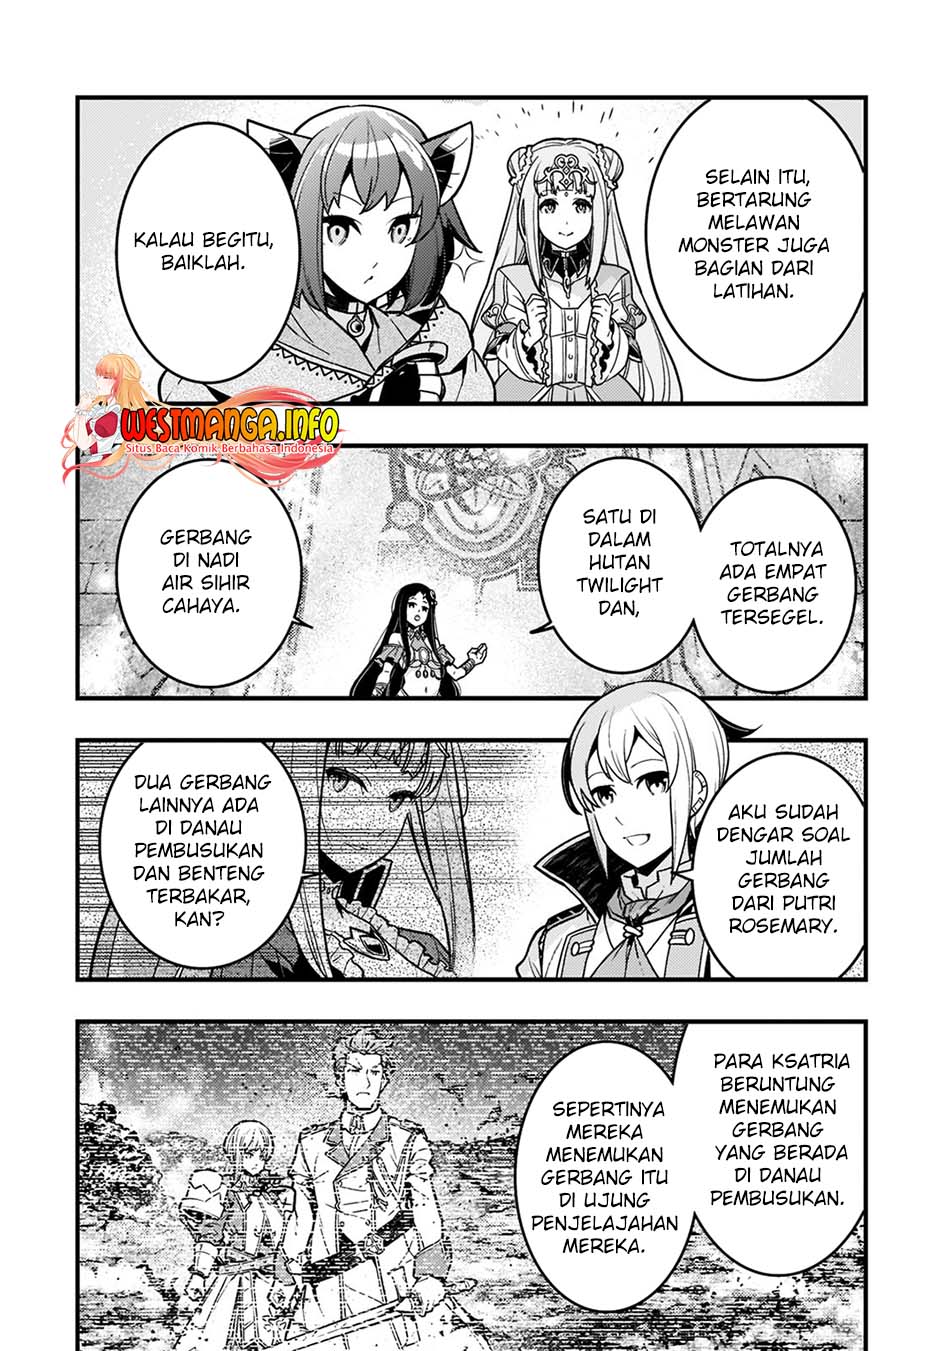 SELAIN ITU,
BERTARUNG
MELAWAN
MONSTER JUGA
BAGIAN DARI
LATIHAN.
KALAU BEGITU,
BAIKLAH.
WESTMANGA.INFO
Situs Baca Komik Berbahasa Indonesia
TOTALNYA
ADA EMPAT
GERBANG
TERSEGEL.
SATU DI
DALAM
HUTAN
TWILIGHT
DAN,
GERBANG
DI NADI
AIR SIHIR
CAHAYA.
AKU SUDAH
DENGAR SOAL
JUMLAH
GERBANG
DARI PUTRI
ROSEMARY.
DUA GERBANG
LAINNYA ADA
DI DANAU
PEMBUSUKAN
DAN BENTENG
TERBAKAR,
KAN?
PARA KSATRIA
BERUNTUNG
MENEMUKAN
GERBANG
YANG BERADA
DI DANAU
PEMBUSUKAN.
SEPERTINYA
MEREKA
MENEMUKAN
GERBANG ITU
DI UJUNG
PENJELAJAHAN
MEREKA.